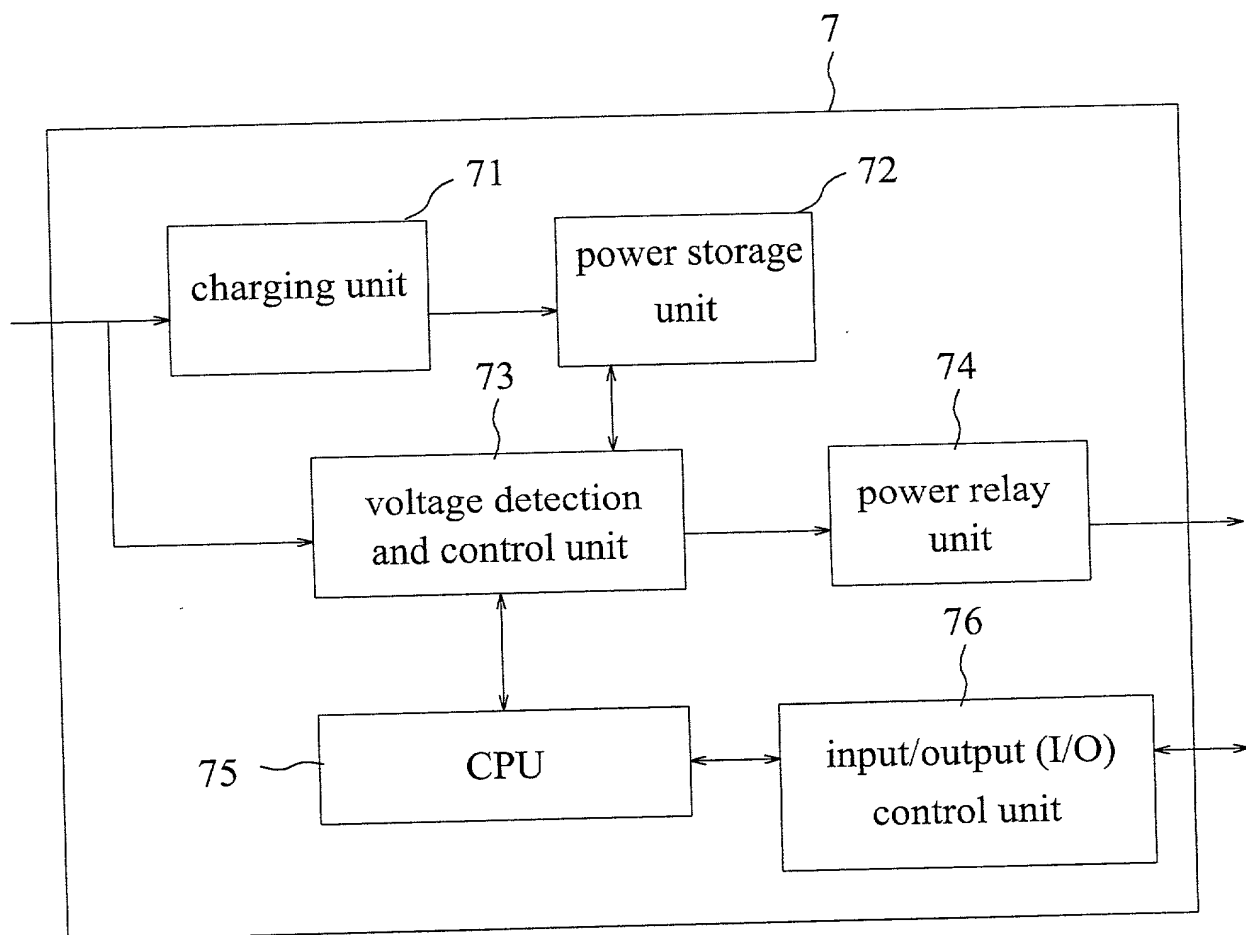 7
71
72
charging unit
power storage
unit
73
74
voltage detection
and control unit
power relay
unit
76
75
CPU
input/output (I/O)
control unit